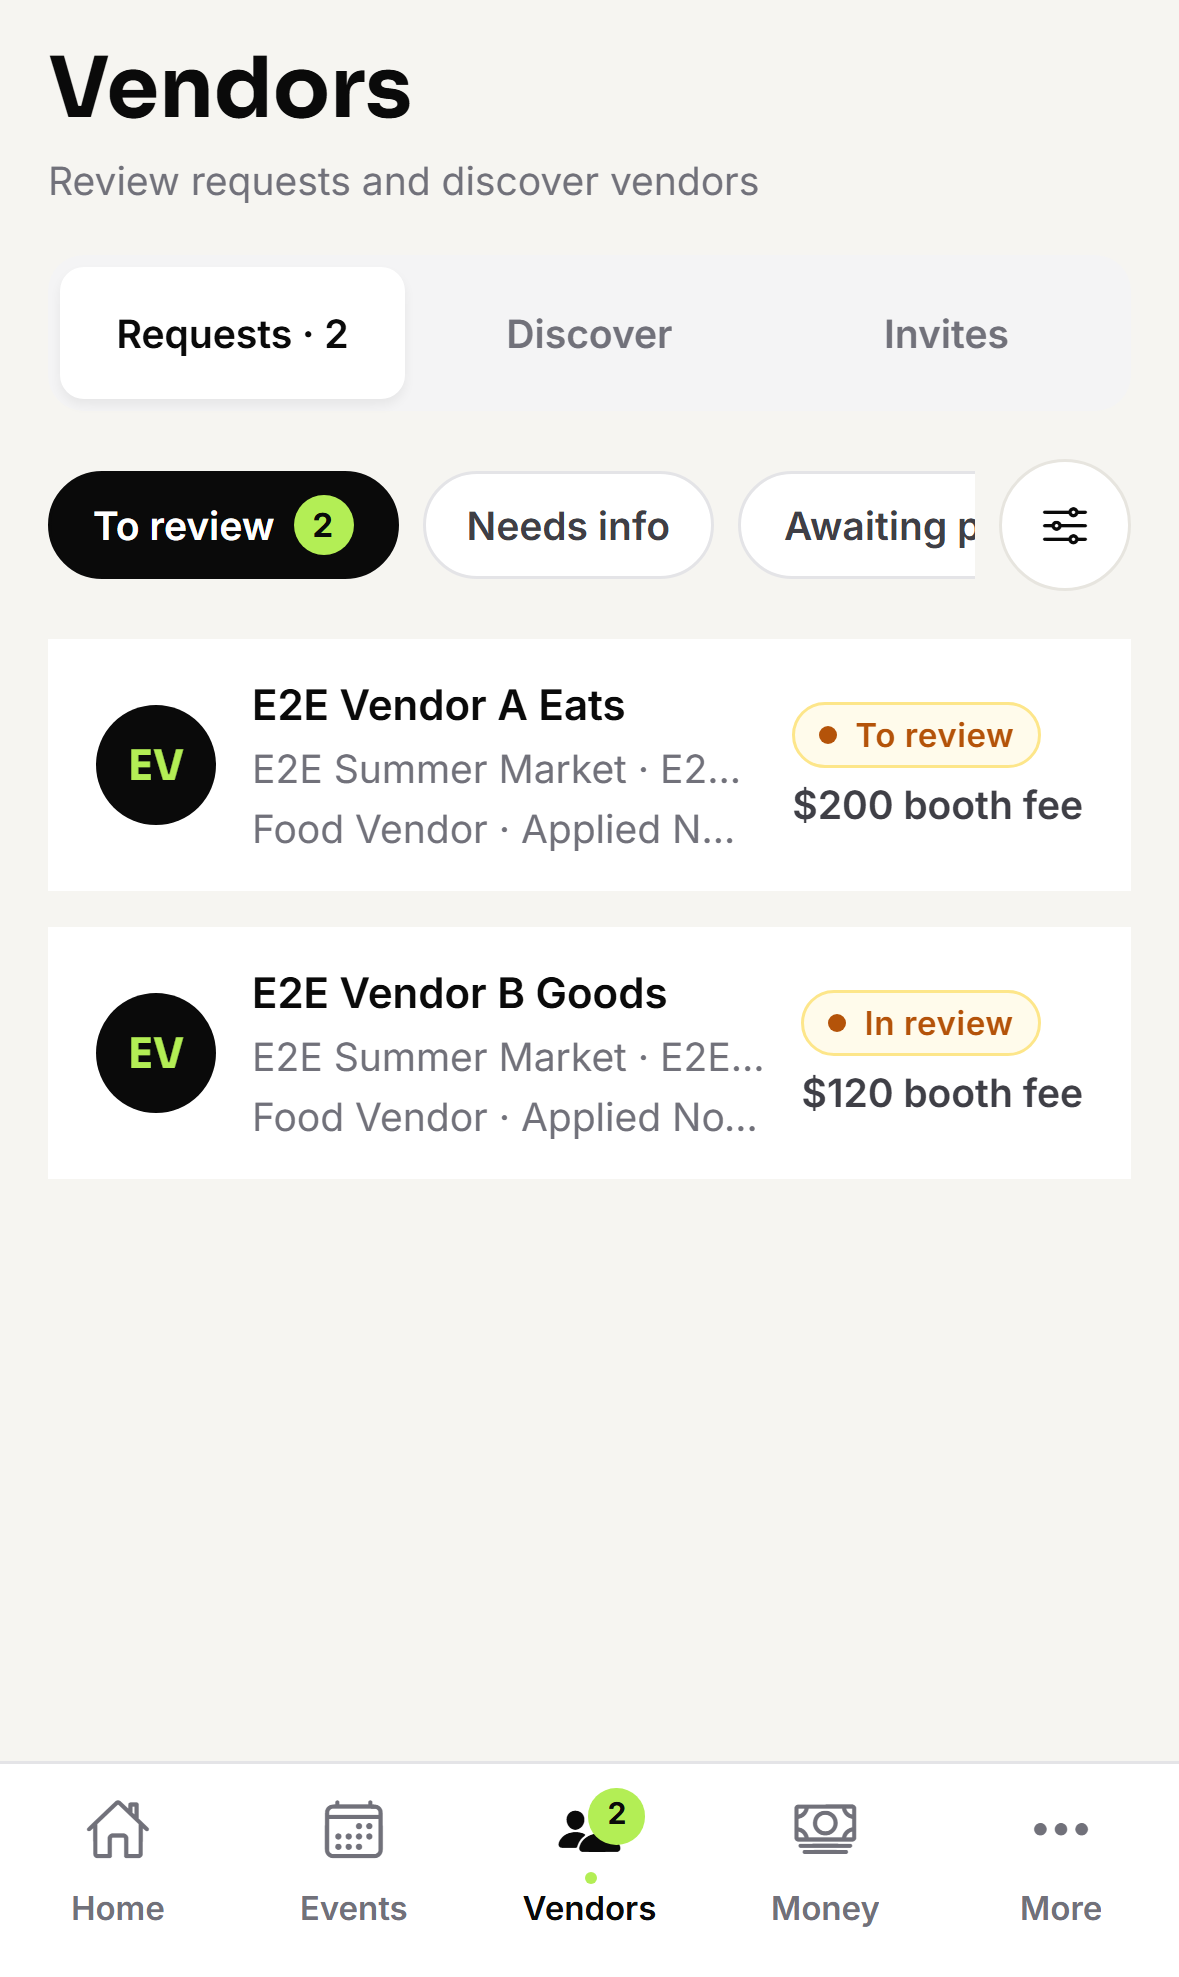 Vendors
Review requests and discover vendors
Requests · 2
Discover
Invites
To review 2
Needs info
Awaiting p
EV
E2E Vendor A Eats
E2E Summer Market · E2...
Food Vendor · Applied N...
To review
$200 booth fee
EV
E2E Vendor B Goods
E2E Summer Market · E2E...
Food Vendor · Applied No...
In review
$120 booth fee
2
Home
Events
Vendors
Money
More